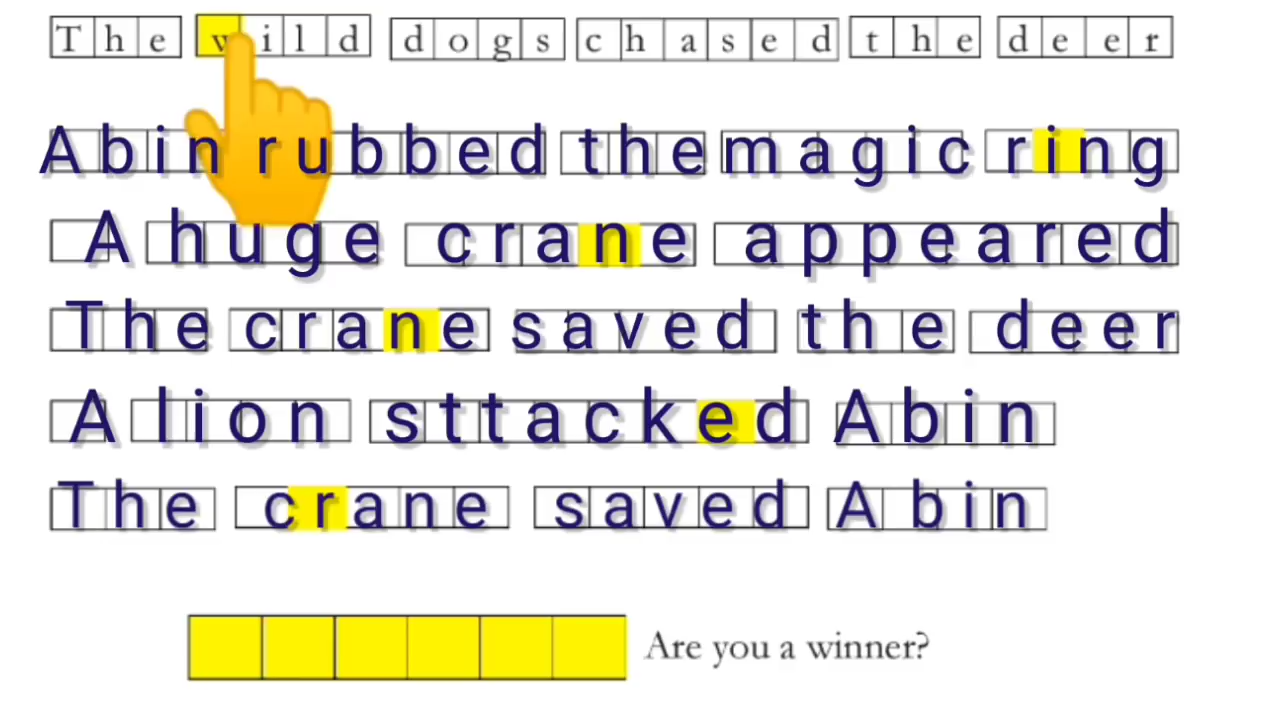 The wild dogs chased the deer
Abin rubbed the magic ring
A huge crane appeared
The crane saved the deer
A lion sttacked Abin
The crane saved Abin
Are you a winner?